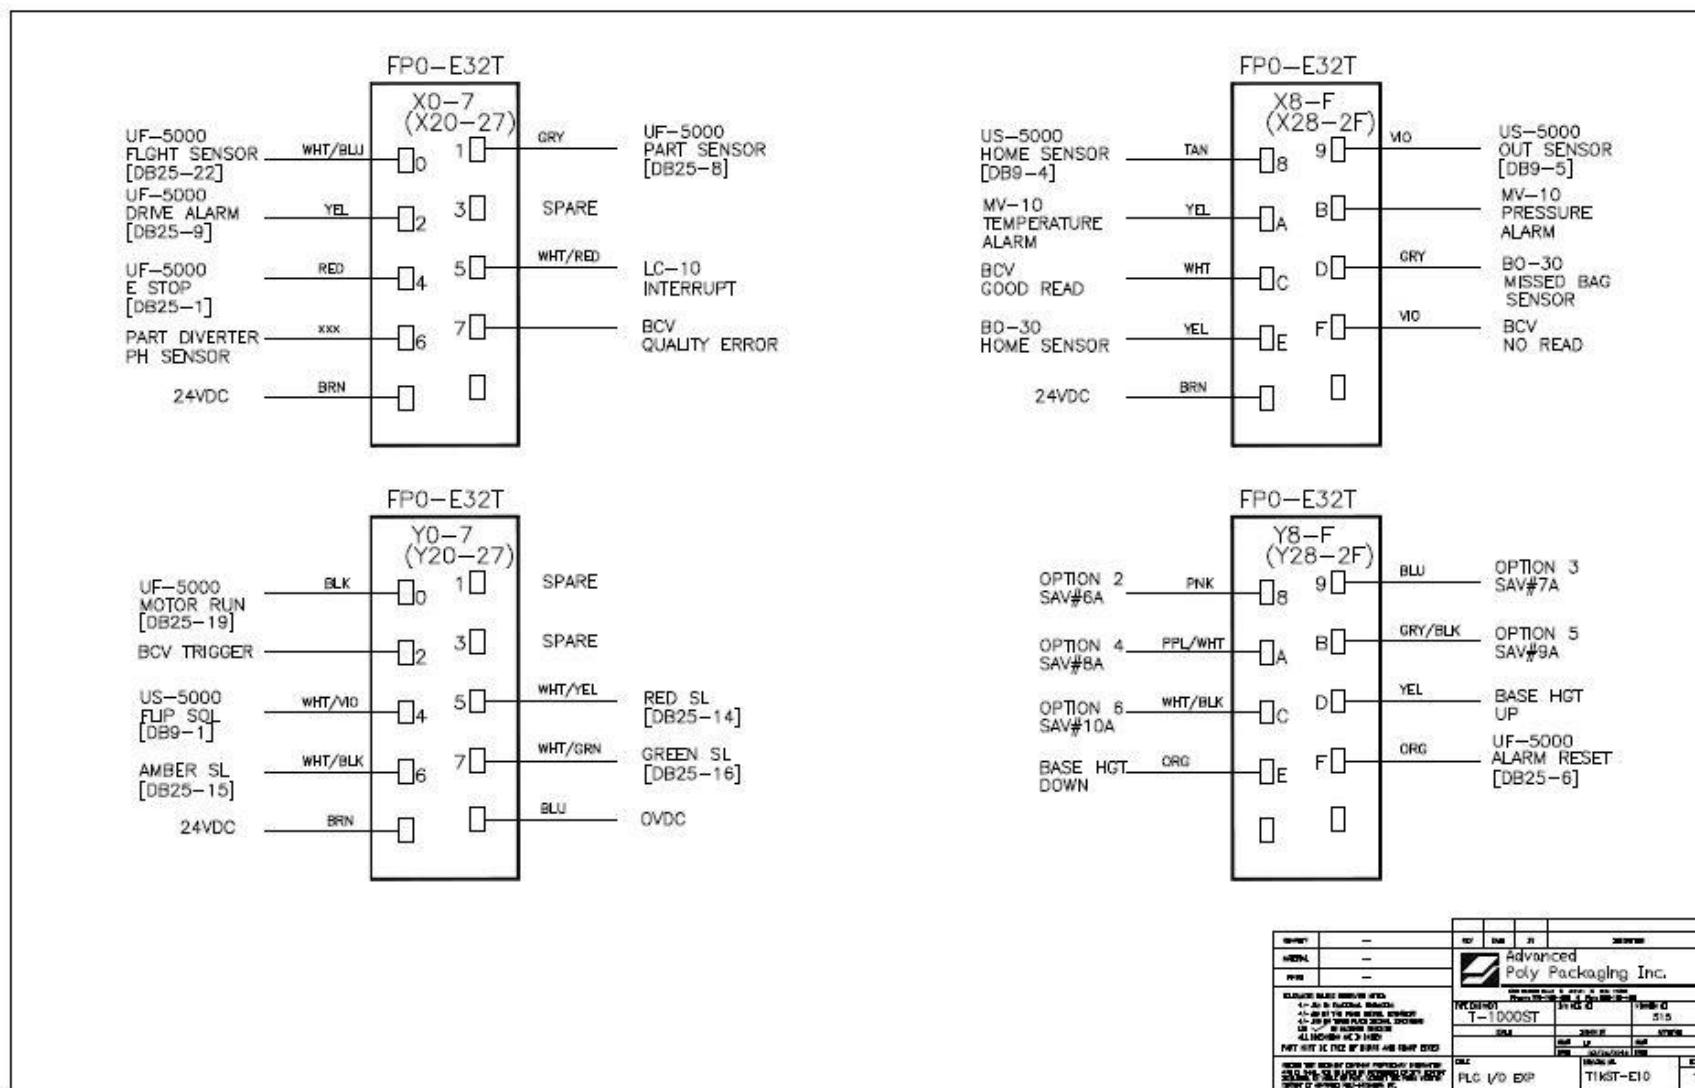 FP0-E32T
X0-7
(X20-27)
UF-5000
FLGHT SENSOR
[DB25-22]
WHT/BLU
0
1
GRY
UF-5000
PART SENSOR
[DB25-8]
UF-5000
DRIVE ALARM
[DB25-9]
YEL
2
3
SPARE
UF-5000
E STOP
[DB25-1]
RED
4
5
WHT/RED
LC-10
INTERRUPT
PART DIVERTER
PH SENSOR
xxx
6
7
BCV
QUALITY ERROR
24VDC
BRN
FP0-E32T
X8-F
(X28-2F)
US-5000
HOME SENSOR
[DB9-4]
TAN
8
9
VIO
US-5000
OUT SENSOR
[DB9-5]
MV-10
TEMPERATURE
ALARM
YEL
A
B
MV-10
PRESSURE
ALARM
BCV
GOOD READ
WHT
C
D
GRY
BO-30
MISSED BAG
SENSOR
BO-30
HOME SENSOR
YEL
E
F
VIO
BCV
NO READ
24VDC
BRN
FP0-E32T
Y0-7
(Y20-27)
UF-5000
MOTOR RUN
[DB25-19]
BLK
0
1
SPARE
BCV TRIGGER
2
3
SPARE
US-5000
FLIP SOL
[DB9-1]
WHT/VIO
4
5
WHT/YEL
RED SL
[DB25-14]
AMBER SL
[DB25-15]
WHT/BLK
6
7
WHT/GRN
GREEN SL
[DB25-16]
24VDC
BRN
BLU
0VDC
FP0-E32T
Y8-F
(Y28-2F)
OPTION 2
SAV#6A
PNK
8
9
BLU
OPTION 3
SAV#7A
OPTION 4
SAV#8A
PPL/WHT
A
B
GRY/BLK
OPTION 5
SAV#9A
OPTION 6
SAV#10A
WHT/BLK
C
D
YEL
BASE HGT
UP
BASE HGT
DOWN
ORG
E
F
ORG
UF-5000
ALARM RESET
[DB25-6]
Advanced
Poly Packaging Inc.
T-1000ST
515
PLC I/O EXP
T1kST-E10